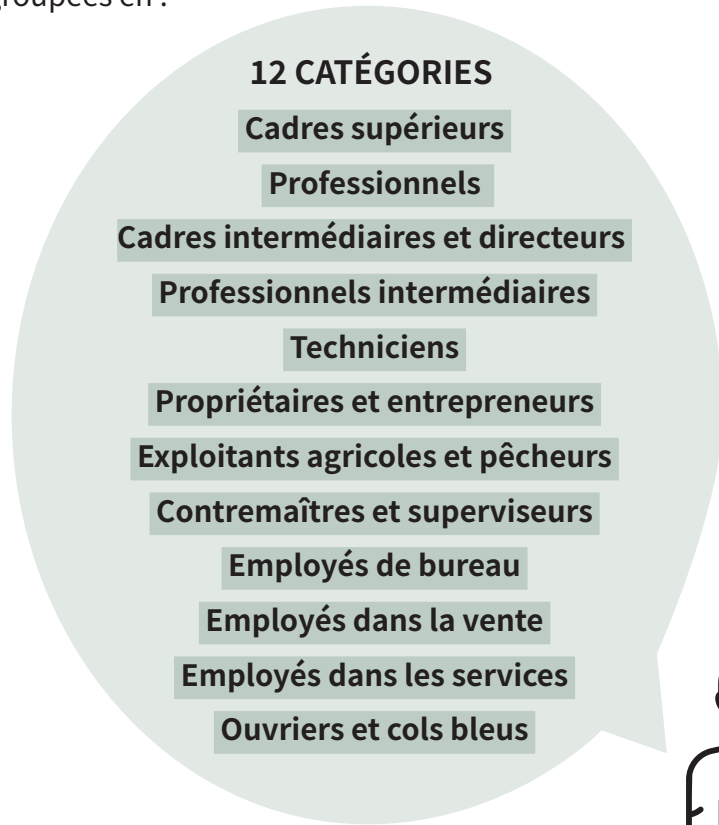 en :
12 CATÉGORIES
Cadres supérieurs
Professionnels
Cadres intermédiaires et directeurs
Professionnels intermédiaires
Techniciens
Propriétaires et entrepreneurs
Exploitants agricoles et pêcheurs
Contremaîtres et superviseurs
Employés de bureau
Employés dans la vente
Employés dans les services
Ouvriers et cols bleus